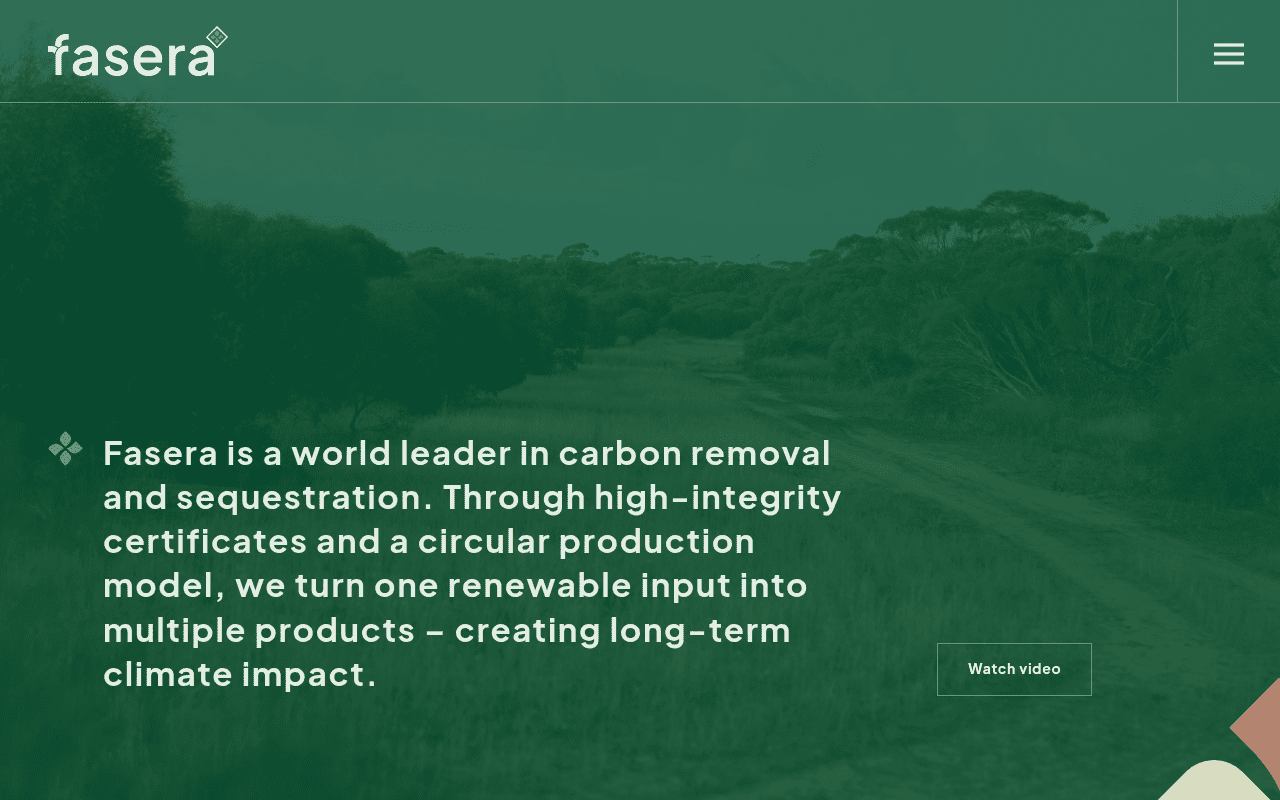 fasera
Fasera is a world leader in carbon removal
and sequestration. Through high-integrity
certificates and a circular production
model, we turn one renewable input into
multiple products – creating long-term
climate impact.
Watch video